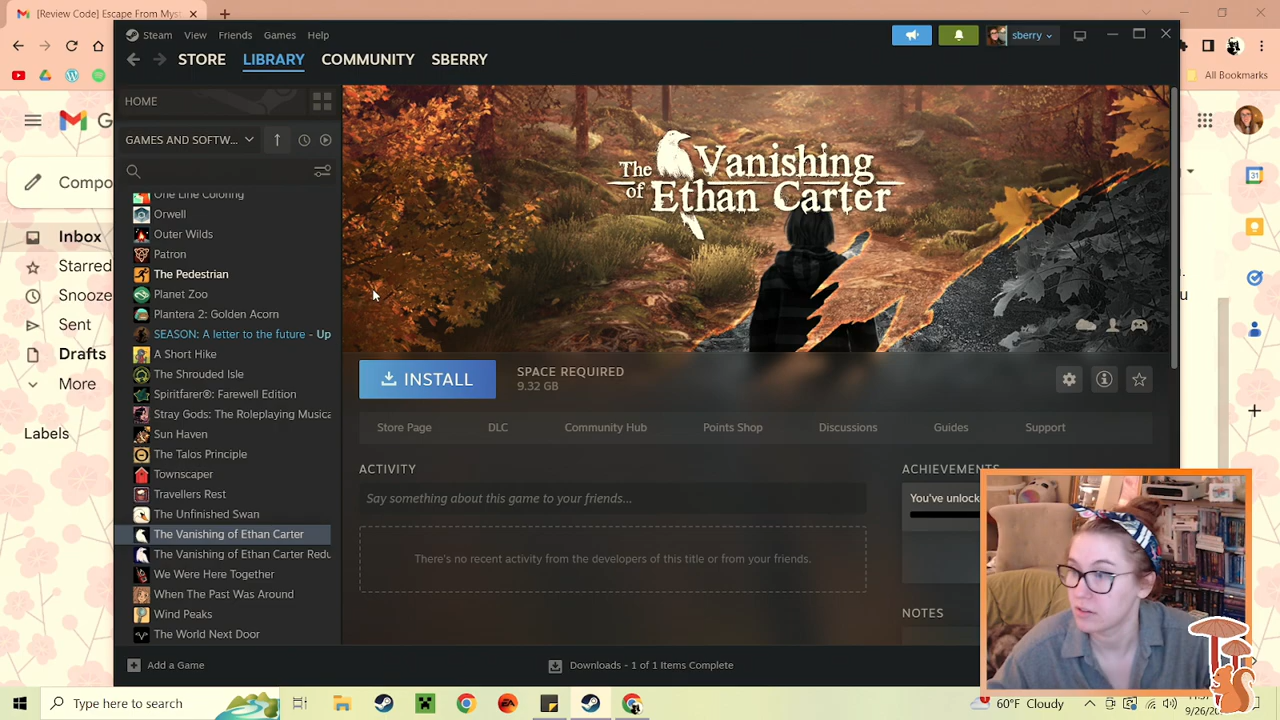 Received - Escape from t
Steam View Friends Games Help
sberry
STORE LIBRARY COMMUNITY SBERRY
All Bookmarks
HOME
GAMES AND SOFTW...
G
Compo
Inbox
Starred
Snooze
Sent
Drafts
More
Labels
One Line Coloring
Orwell
Outer Wilds
Patron
The Pedestrian
Planet Zoo
Plantera 2: Golden Acorn
SEASON: A letter to the future - Up
A Short Hike
The Shrouded Isle
Spiritfarer®: Farewell Edition
Stray Gods: The Roleplaying Musica
Sun Haven
The Talos Principle
Townscaper
Travellers Rest
The Unfinished Swan
The Vanishing of Ethan Carter
The Vanishing of Ethan Carter Redu
We Were Here Together
When The Past Was Around
Wind Peaks
The World Next Door
The Vanishing
of Ethan Carter
INSTALL
SPACE REQUIRED
9.32 GB
Store Page DLC Community Hub Points Shop Discussions Guides Support
ACTIVITY
Say something about this game to your friends...
There's no recent activity from the developers of this title or from your friends.
ACHIEVEMENTS
You've unlock
NOTES
Add a Game
Downloads - 1 of 1 Items Complete
31
Type here to search
60°F Cloudy
9/26/20